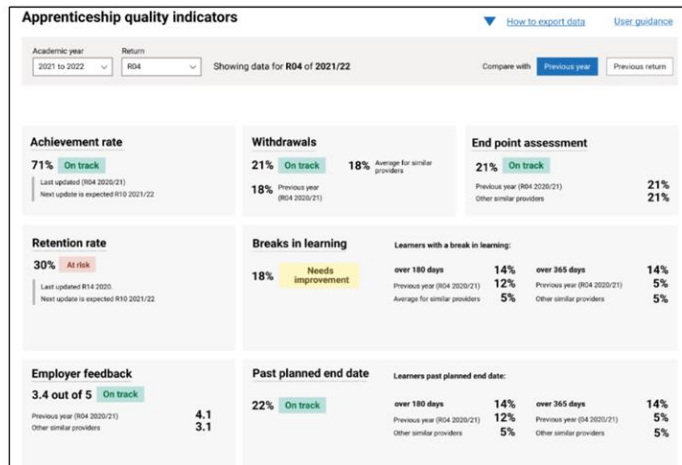 Apprenticeship quality indicators
How to export data
User guidance
Academic year
2021 to 2022
Return
R04
Showing data for R04 of 2021/22
Compare with
Previous year
Previous return
Achievement rate
71% On track
Last updated (R04 2020/21)
Next update is expected R10 2021/22
Withdrawals
21% On track
18% Average for similar
providers
18% Previous year
(R04 2020/21)
End point assessment
21% On track
Previous year (R04 2020/21) 21%
Other similar providers 21%
Retention rate
30% At risk
Last updated R14 2020.
Next update is expected R10 2021/22
Breaks in learning
18% Needs
improvement
Learners with a break in learning:
over 180 days 14%
Previous year (R04 2020/21) 12%
Average for similar providers 5%
over 365 days 14%
Previous year (R04 2020/21) 5%
Other similar providers 5%
Employer feedback
3.4 out of 5 On track
Previous year (R04 2020/21) 4.1
Other similar providers 3.1
Past planned end date
22% On track
Learners past planned end date:
over 180 days 14%
Previous year (R04 2020/21) 12%
Other similar providers 5%
over 365 days 14%
Previous year (04 2020/21) 5%
Other similar providers 5%